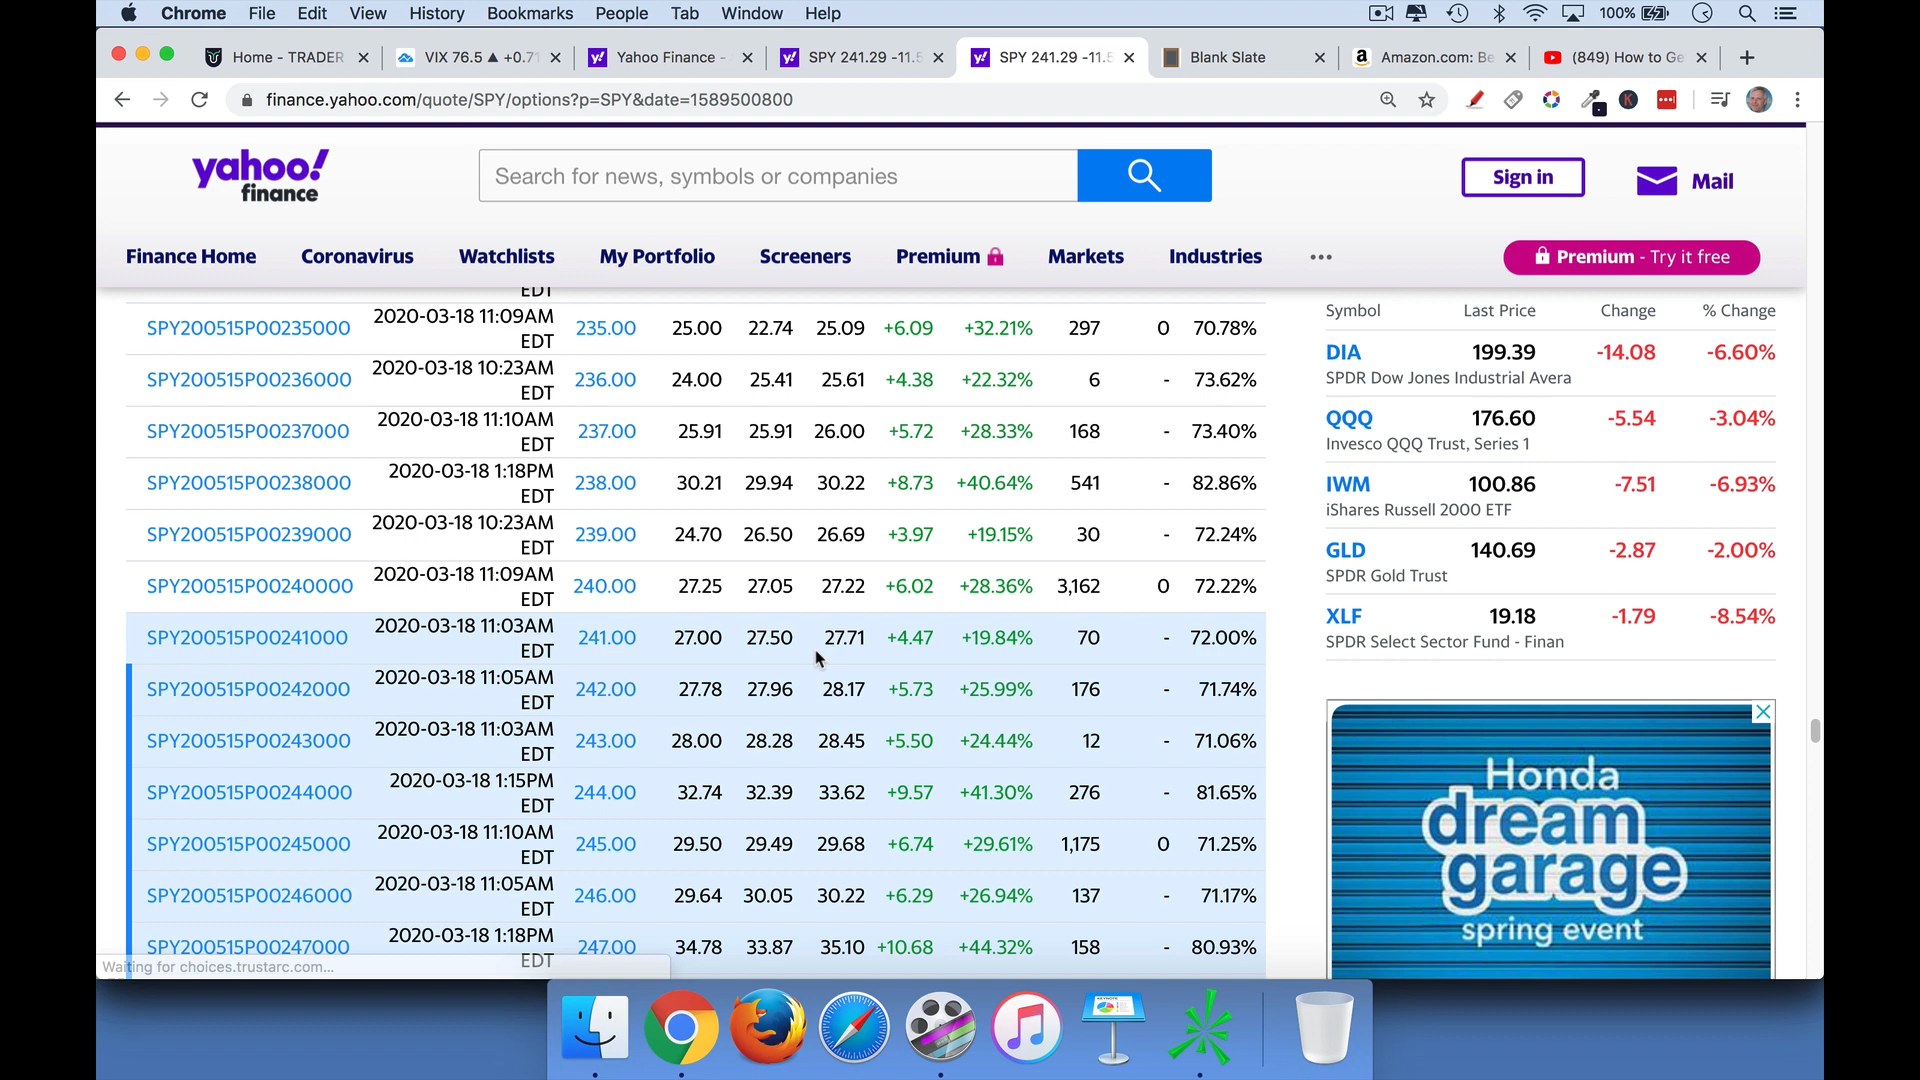 Chrome File Edit View History Bookmarks People Tab Window Help 100%
Home - TRADER VIX 76.5 ▲ +0.71 Yahoo Finance - SPY 241.29 -11.5 SPY 241.29 -11.5 Blank Slate Amazon.com: Be (849) How to Ge
finance.yahoo.com/quote/SPY/options?p=SPY&date=1589500800
yahoo!
finance
Search for news, symbols or companies
Sign in
Mail
Finance Home Coronavirus Watchlists My Portfolio Screeners Premium Markets Industries ••• Premium - Try it free
EDT
SPY200515P00235000 2020-03-18 11:09AM EDT 235.00 25.00 22.74 25.09 +6.09 +32.21% 297 0 70.78%
SPY200515P00236000 2020-03-18 10:23AM EDT 236.00 24.00 25.41 25.61 +4.38 +22.32% 6 - 73.62%
SPY200515P00237000 2020-03-18 11:10AM EDT 237.00 25.91 25.91 26.00 +5.72 +28.33% 168 - 73.40%
SPY200515P00238000 2020-03-18 1:18PM EDT 238.00 30.21 29.94 30.22 +8.73 +40.64% 541 - 82.86%
SPY200515P00239000 2020-03-18 10:23AM EDT 239.00 24.70 26.50 26.69 +3.97 +19.15% 30 - 72.24%
SPY200515P00240000 2020-03-18 11:09AM EDT 240.00 27.25 27.05 27.22 +6.02 +28.36% 3,162 0 72.22%
SPY200515P00241000 2020-03-18 11:03AM EDT 241.00 27.00 27.50 27.71 +4.47 +19.84% 70 - 72.00%
SPY200515P00242000 2020-03-18 11:05AM EDT 242.00 27.78 27.96 28.17 +5.73 +25.99% 176 - 71.74%
SPY200515P00243000 2020-03-18 11:03AM EDT 243.00 28.00 28.28 28.45 +5.50 +24.44% 12 - 71.06%
SPY200515P00244000 2020-03-18 1:15PM EDT 244.00 32.74 32.39 33.62 +9.57 +41.30% 276 - 81.65%
SPY200515P00245000 2020-03-18 11:10AM EDT 245.00 29.50 29.49 29.68 +6.74 +29.61% 1,175 0 71.25%
SPY200515P00246000 2020-03-18 11:05AM EDT 246.00 29.64 30.05 30.22 +6.29 +26.94% 137 - 71.17%
SPY200515P00247000 2020-03-18 1:18PM EDT 247.00 34.78 33.87 35.10 +10.68 +44.32% 158 - 80.93%
Waiting for choices.trustarc.com...
Symbol Last Price Change % Change
DIA 199.39 -14.08 -6.60%
SPDR Dow Jones Industrial Avera
QQQ 176.60 -5.54 -3.04%
Invesco QQQ Trust, Series 1
IWM 100.86 -7.51 -6.93%
iShares Russell 2000 ETF
GLD 140.69 -2.87 -2.00%
SPDR Gold Trust
XLF 19.18 -1.79 -8.54%
SPDR Select Sector Fund - Finan
Honda
dream
garage
spring event
KEYNOTE